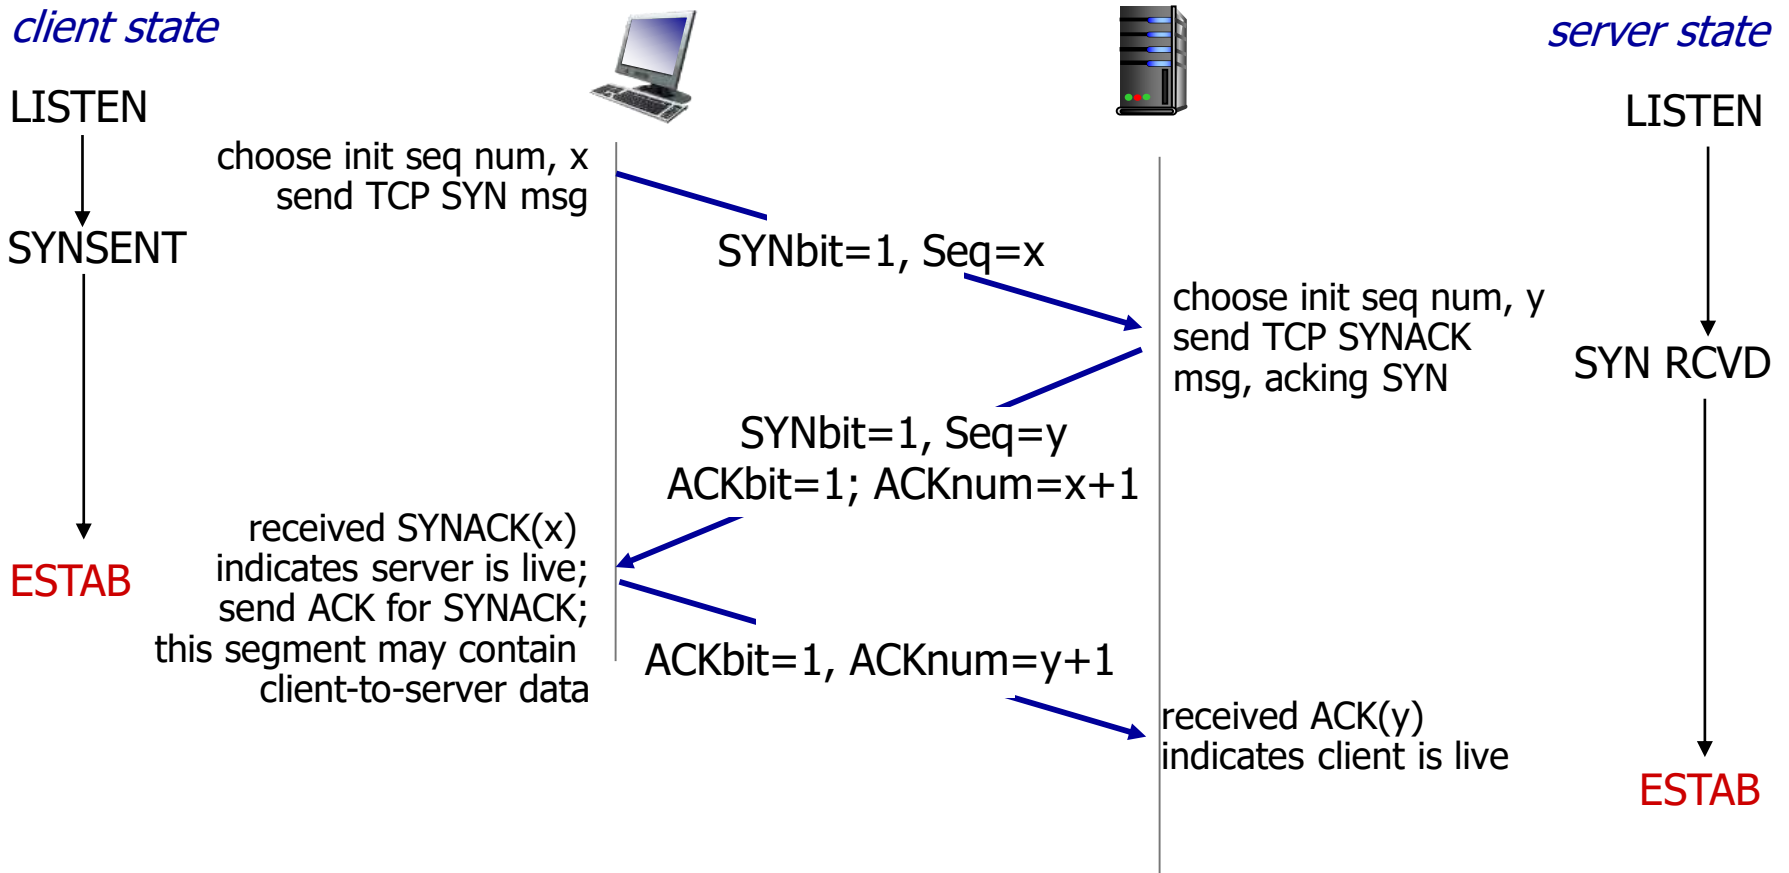 client state
server state
LISTEN
LISTEN
choose init seq num, x
send TCP SYN msg
SYNSENT
SYNbit=1, Seq=x
choose init seq num, y
send TCP SYNACK
msg, acking SYN
SYN RCVD
SYNbit=1, Seq=y
ACKbit=1; ACKnum=x+1
received SYNACK(x)
indicates server is live;
send ACK for SYNACK;
this segment may contain
client-to-server data
ESTAB
ACKbit=1, ACKnum=y+1
received ACK(y)
indicates client is live
ESTAB